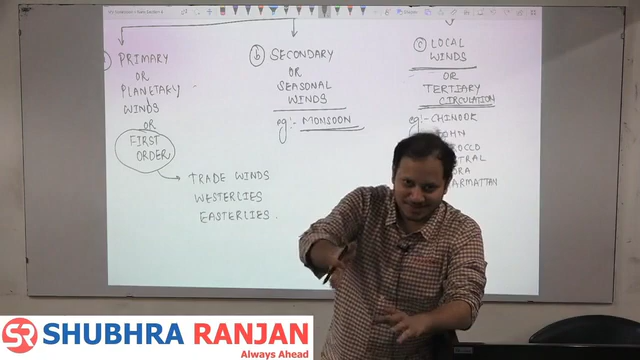 PRIMARY
OR
PLANETARY
WINDS
OR
FIRST
ORDER
TRADE WINDS
WESTERLIES
EASTERLIES.
(b) SECONDARY
OR
SEASONAL
WINDS
eg:- MONSOON
(c) LOCAL
WINDS
OR
TERTIARY
CIRCULATION
eg:- CHINOOK
SR SHUBHRA RANJAN
Always Ahead